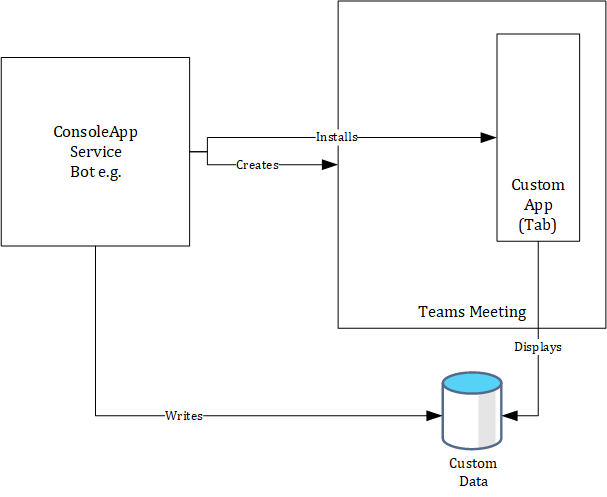 ConsoleApp
Service
Bot e.g.
Installs
Creates
Custom
App
(Tab)
Teams Meeting
Displays
Writes
Custom
Data